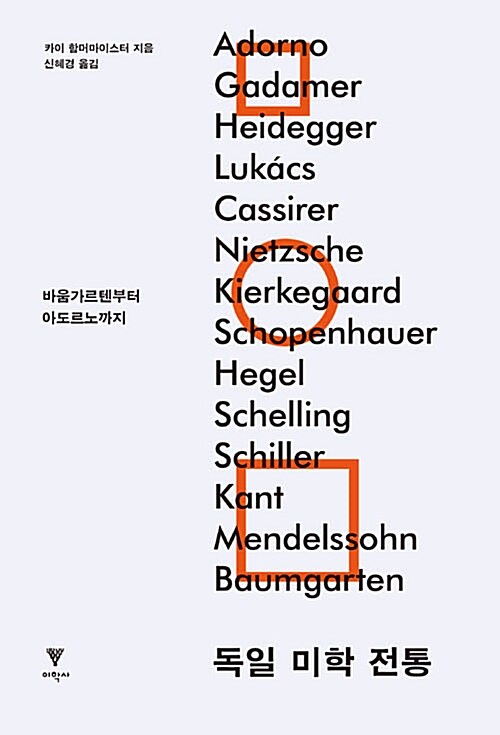 카이 함머마이스터 지음
신혜경 옮김
Adorno
Gadamer
Heidegger
Lukács
Cassirer
Nietzsche
Kierkegaard
Schopenhauer
Hegel
Schelling
Schiller
Kant
Mendelssohn
Baumgarten
바움가르텐부터
아도르노까지
독일 미학 전통
이학사